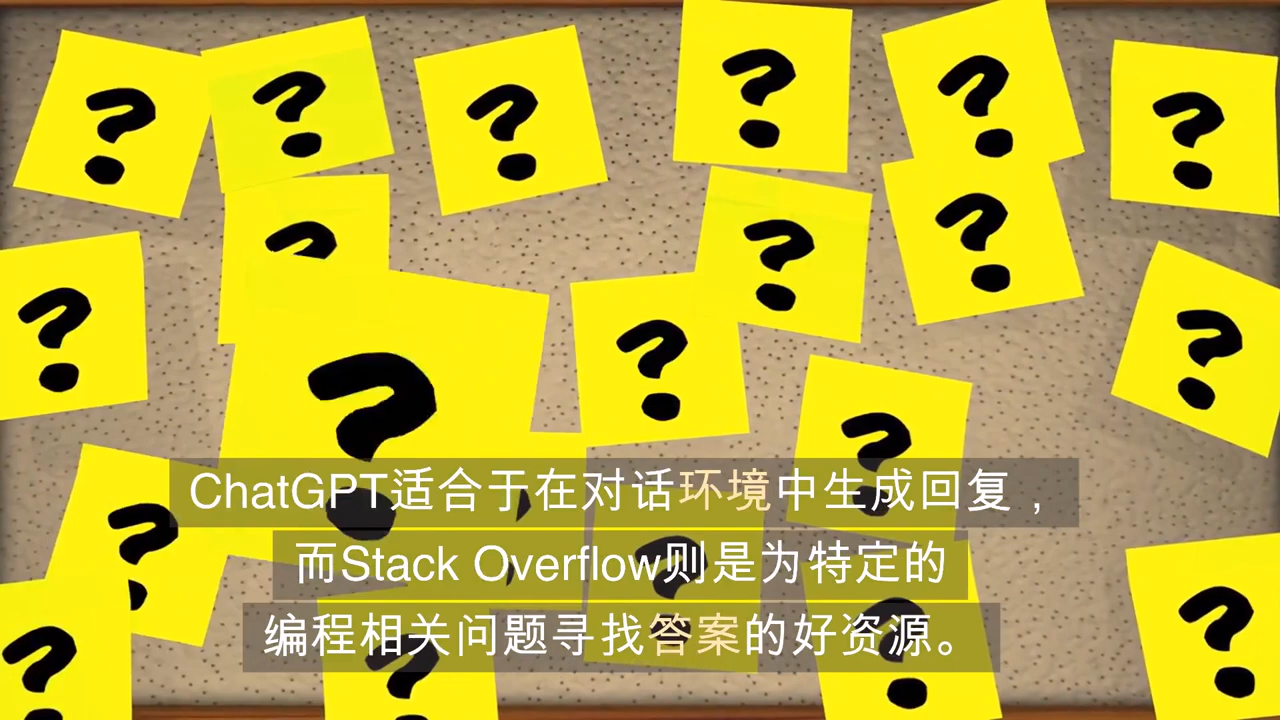 ? ? ? ? ? ?
? ? ? ?
? ? ? ?
? ? ?
ChatGPT适合于在对话环境中生成回复，
而Stack Overflow则是为特定的
编程相关问题寻找答案的好资源。
? ? ? ?